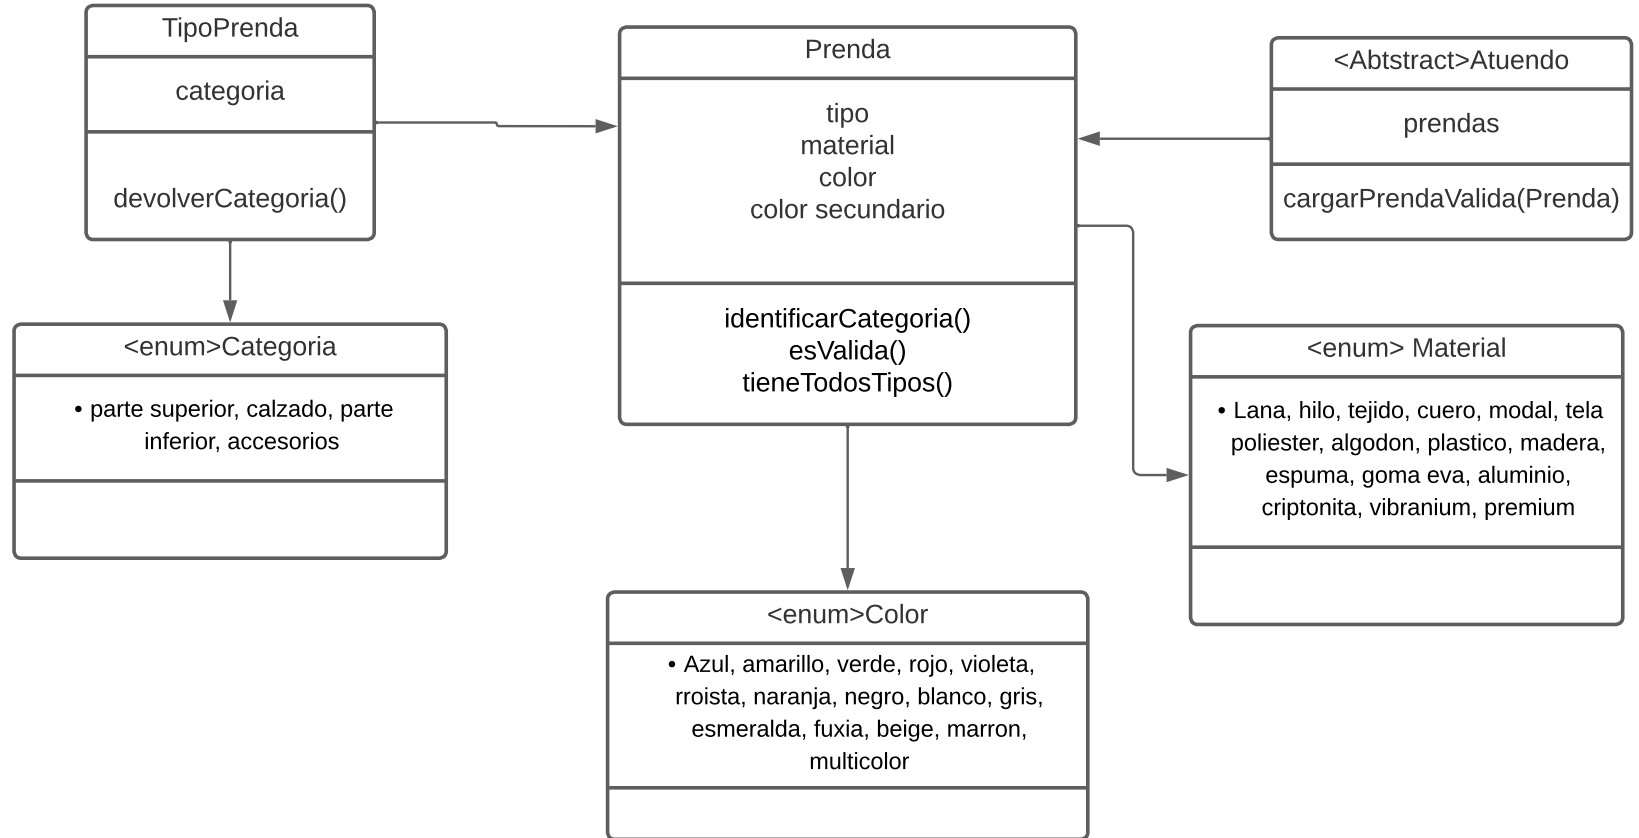 TipoPrenda
categoria
devolverCategoria()
Prenda
tipo
material
color
color secundario
identificarCategoria()
esValida()
tieneTodosTipos()
<Abtstract>Atuendo
prendas
cargarPrendaValida(Prenda)
<enum>Categoria
• parte superior, calzado, parte
inferior, accesorios
<enum> Material
• Lana, hilo, tejido, cuero, modal, tela
poliester, algodon, plastico, madera,
espuma, goma eva, aluminio,
criptonita, vibranium, premium
<enum>Color
• Azul, amarillo, verde, rojo, violeta,
rroista, naranja, negro, blanco, gris,
esmeralda, fuxia, beige, marron,
multicolor